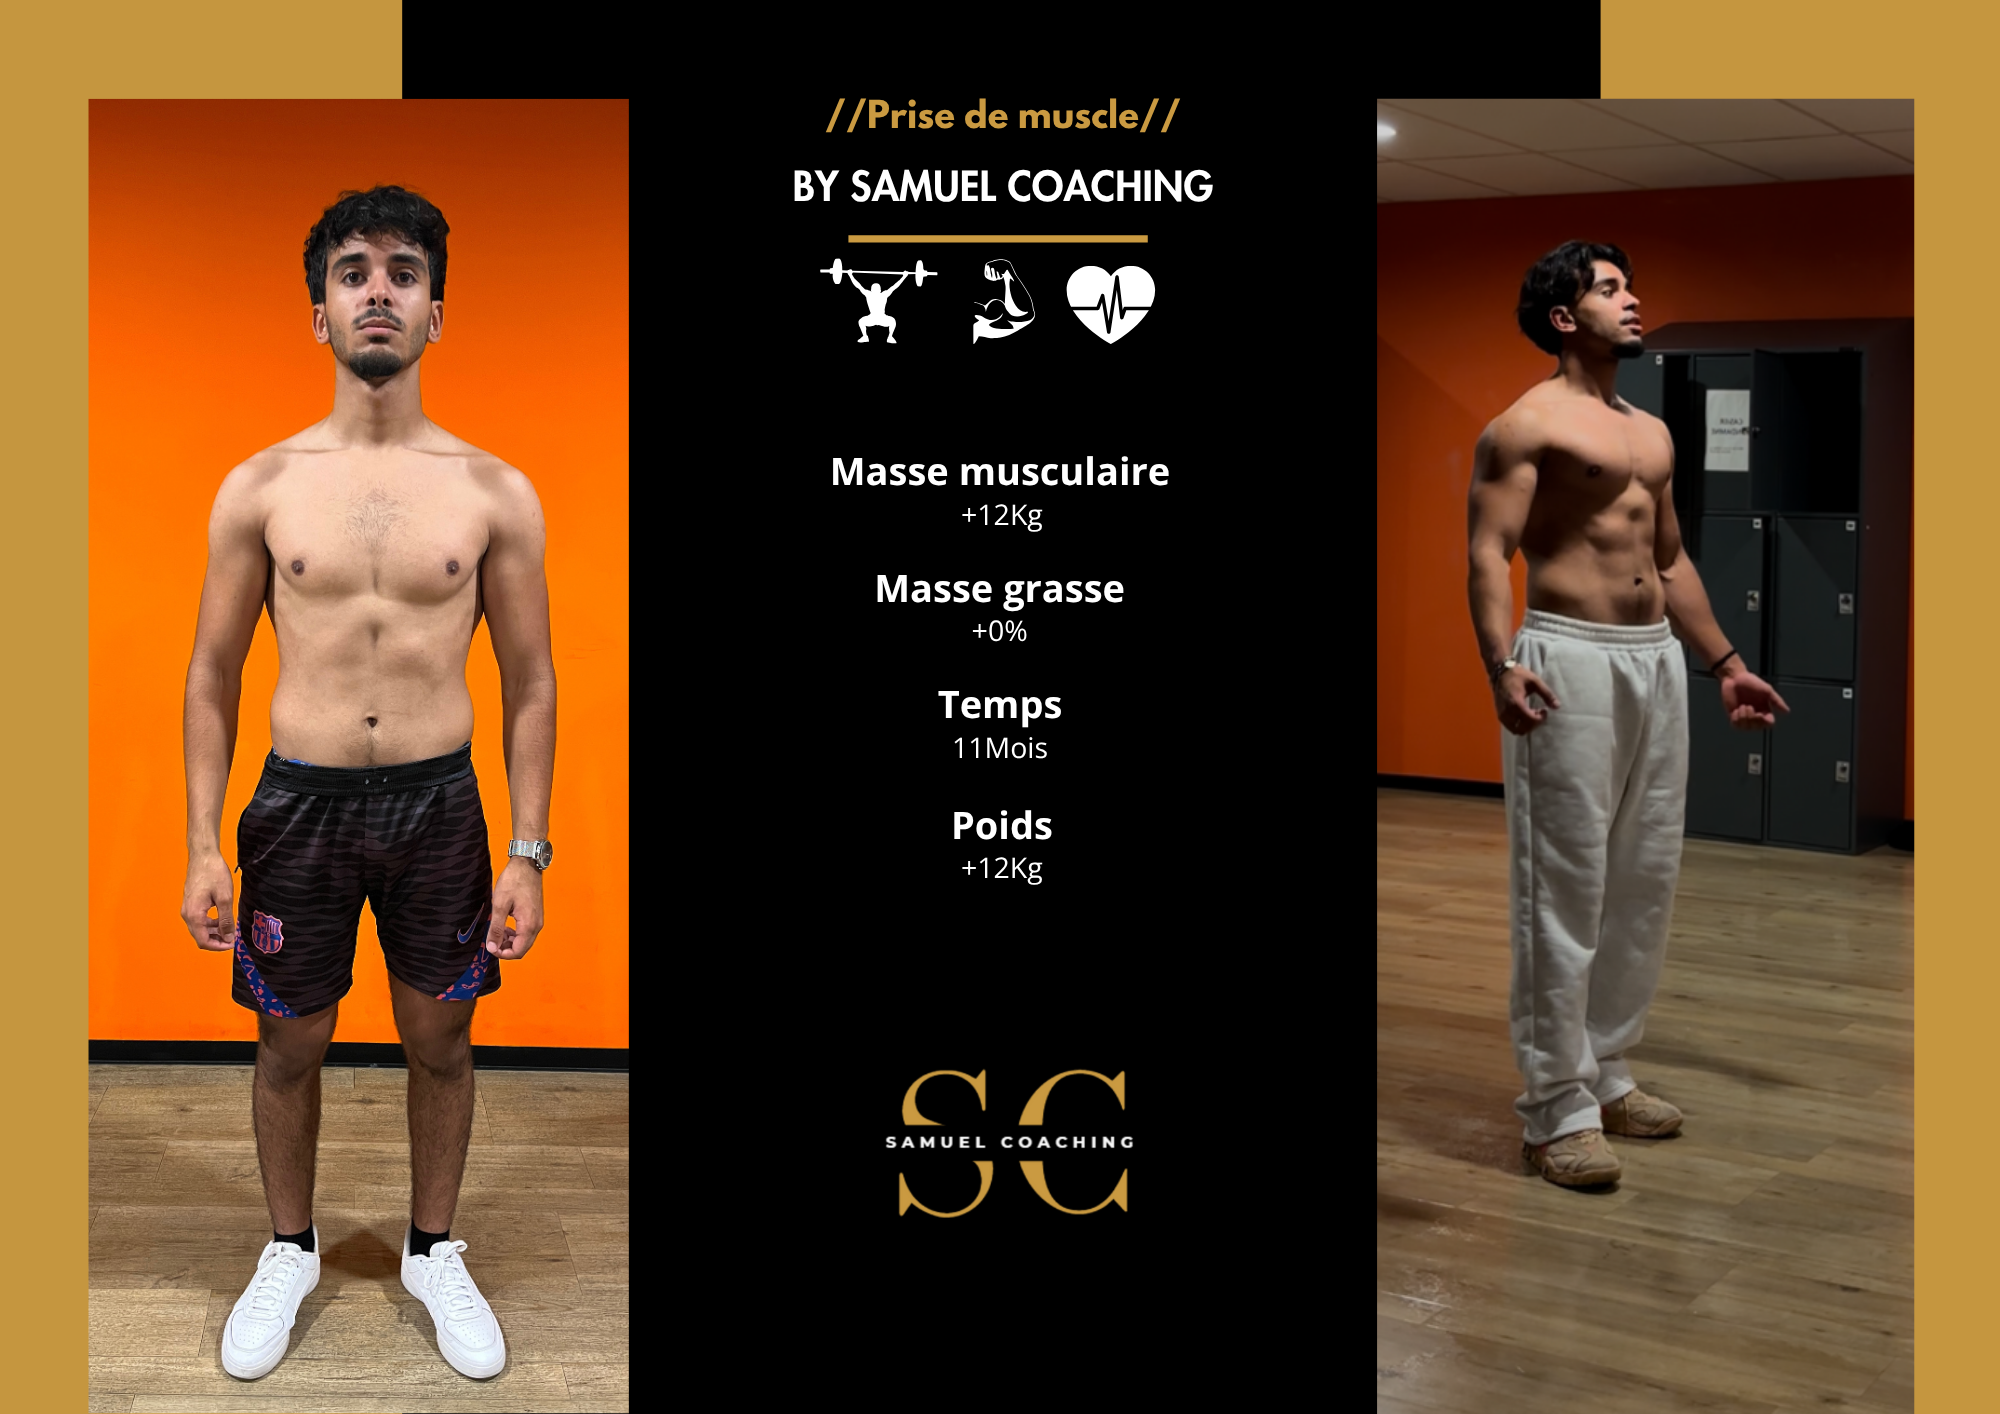 //Prise de muscle//
BY SAMUEL COACHING
Masse musculaire
+12Kg
Masse grasse
+0%
Temps
11Mois
Poids
+12Kg
SC
SAMUEL COACHING